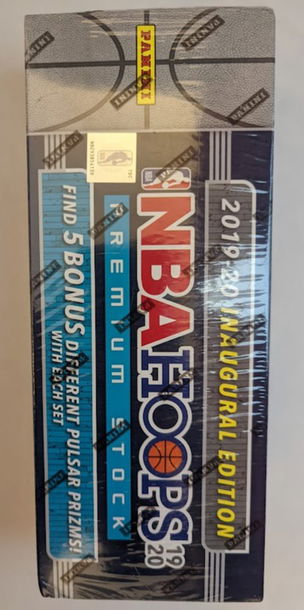 PANINI
2019-20 INAUGURAL EDITION
NBA HOOPS 19 20
PREMIUM STOCK
FIND 5 BONUS DIFFERENT PULSAR PRIZMS!
WITH EACH SET